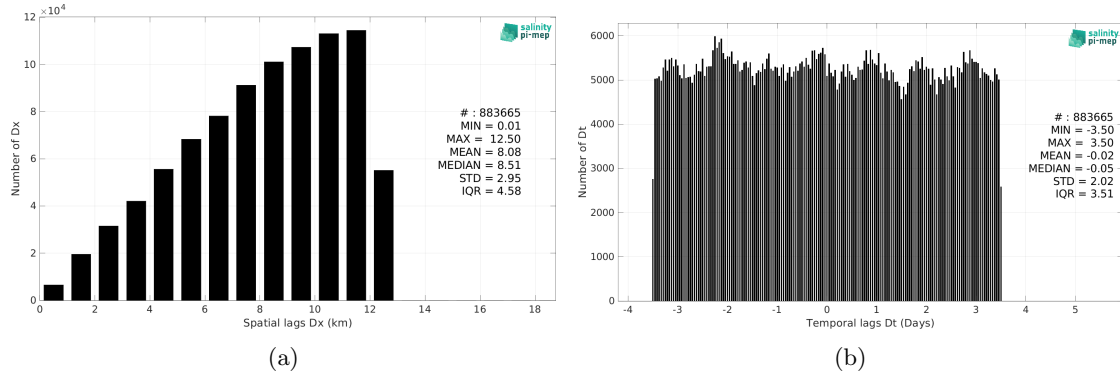 ×10⁴
12
10
8
6
4
2
0
Number of Dx
0 2 4 6 8 10 12 14 16 18
Spatial lags Dx (km)
salinity
pi-mep
# : 883665
MIN = 0.01
MAX = 12.50
MEAN = 8.08
MEDIAN = 8.51
STD = 2.95
IQR = 4.58
(a)
6000
5000
4000
3000
2000
1000
0
Number of Dt
-4 -3 -2 -1 0 1 2 3 4 5
Temporal lags Dt (Days)
salinity
pi-mep
# : 883665
MIN = -3.50
MAX = 3.50
MEAN = -0.02
MEDIAN = -0.05
STD = 2.02
IQR = 3.51
(b)